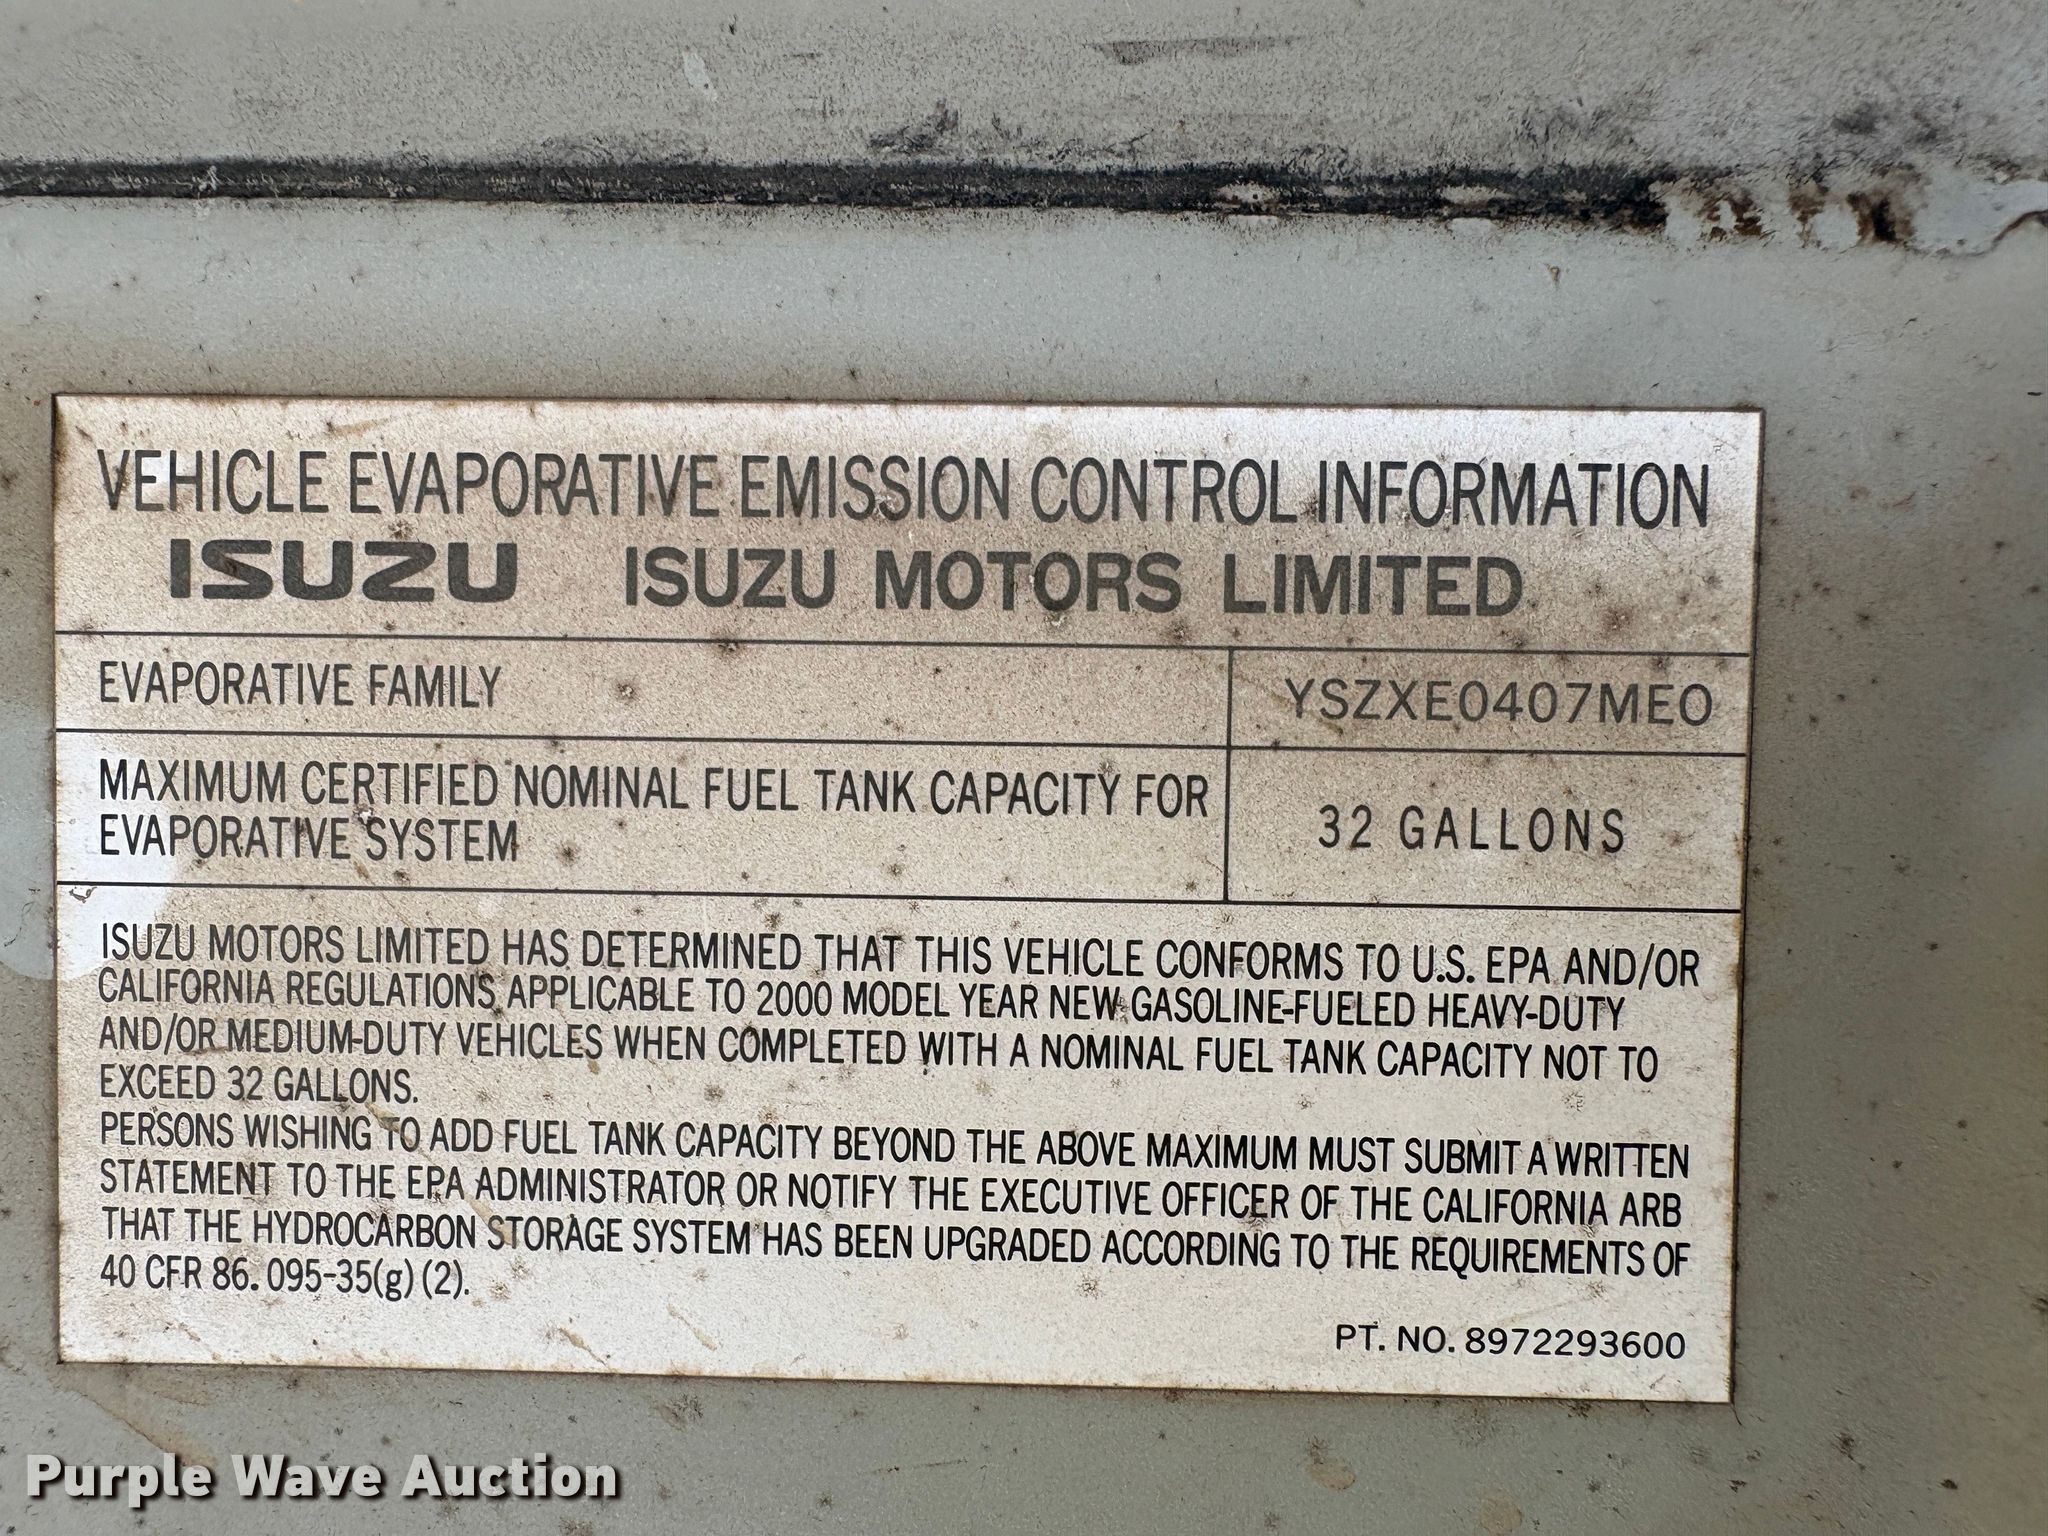 VEHICLE EVAPORATIVE EMISSION CONTROL INFORMATION
ISUZU ISUZU MOTORS LIMITED
EVAPORATIVE FAMILY YSZXE0407MEO
MAXIMUM CERTIFIED NOMINAL FUEL TANK CAPACITY FOR
EVAPORATIVE SYSTEM
32 GALLONS
ISUZU MOTORS LIMITED HAS DETERMINED THAT THIS VEHICLE CONFORMS TO U.S. EPA AND/OR
CALIFORNIA REGULATIONS APPLICABLE TO 2000 MODEL YEAR NEW GASOLINE-FUELED HEAVY-DUTY
AND/OR MEDIUM-DUTY VEHICLES WHEN COMPLETED WITH A NOMINAL FUEL TANK CAPACITY NOT TO
EXCEED 32 GALLONS.
PERSONS WISHING TO ADD FUEL TANK CAPACITY BEYOND THE ABOVE MAXIMUM MUST SUBMIT A WRITTEN
STATEMENT TO THE EPA ADMINISTRATOR OR NOTIFY THE EXECUTIVE OFFICER OF THE CALIFORNIA ARB
THAT THE HYDROCARBON STORAGE SYSTEM HAS BEEN UPGRADED ACCORDING TO THE REQUIREMENTS OF
40 CFR 86.095-35(g)(2).
PT. NO. 8972293600
Purple Wave Auction